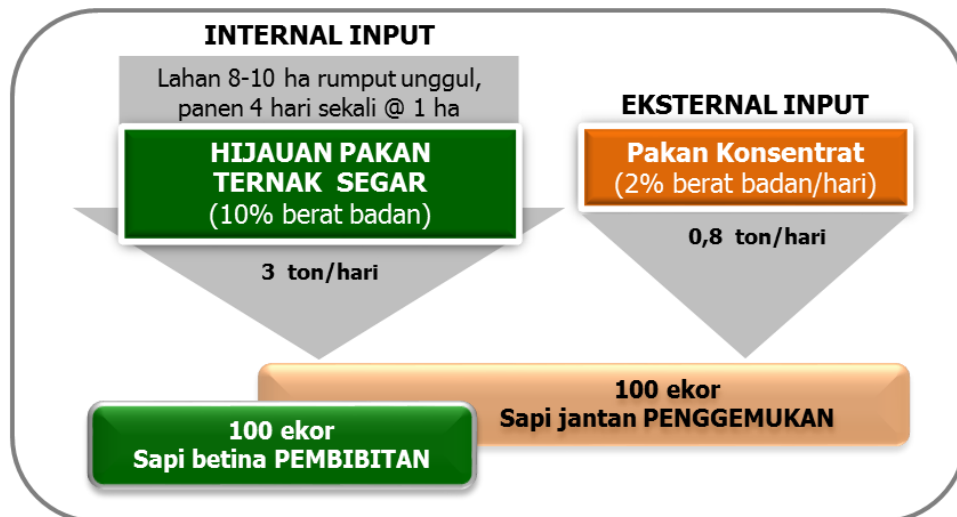 INTERNAL INPUT
Lahan 8-10 ha rumput unggul,
panen 4 hari sekali @ 1 ha
HIJAUAN PAKAN
TERNAK SEGAR
(10% berat badan)
3 ton/hari
EKSTERNAL INPUT
Pakan Konsentrat
(2% berat badan/hari)
0,8 ton/hari
100 ekor
Sapi jantan PENGGEMUKAN
100 ekor
Sapi betina PEMBIBITAN